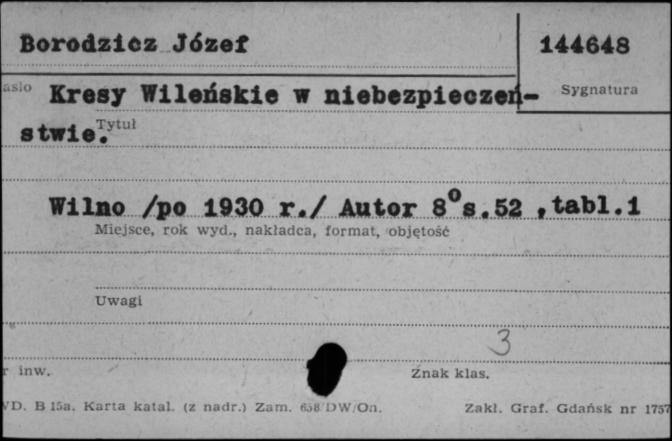 Borodzicz Józef 144648
asło Kresy Wileńskie w niebezpieczeń- Sygnatura
stwie. Tytuł
Wilno /po 1930 r./ Autor 8° s.52 ,tabl.1
Miejsce, rok wyd., nakładca, format, objętość
Uwagi
3
r inw. Znak klas.
VD. B 15a. Karta katal. (z nadr.) Zam. 658/DW/On. Zakł. Graf. Gdańsk nr 1757